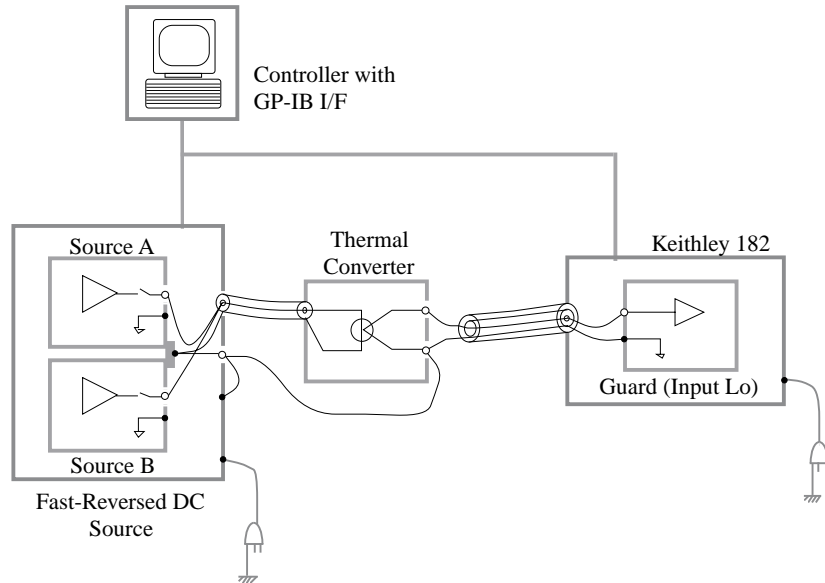 Controller with
GP-IB I/F
Source A
Thermal
Converter
Keithley 182
Guard (Input Lo)
Source B
Fast-Reversed DC
Source